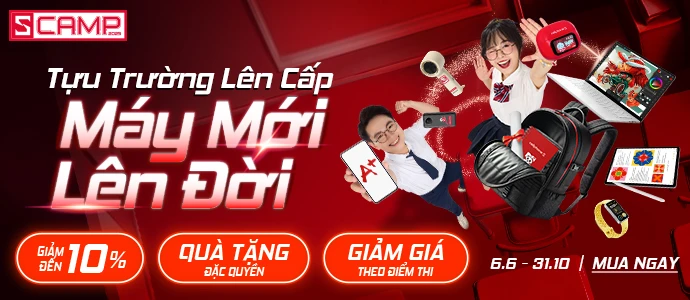 S CAMP 2025
Tựu Trường Lên Cấp
Máy Mới
Lên Đời
A+
GIẢM ĐẾN 10%
QUÀ TẶNG
ĐẶC QUYỀN
GIẢM GIÁ
THEO ĐIỂM THI
6.6 - 31.10 | MUA NGAY